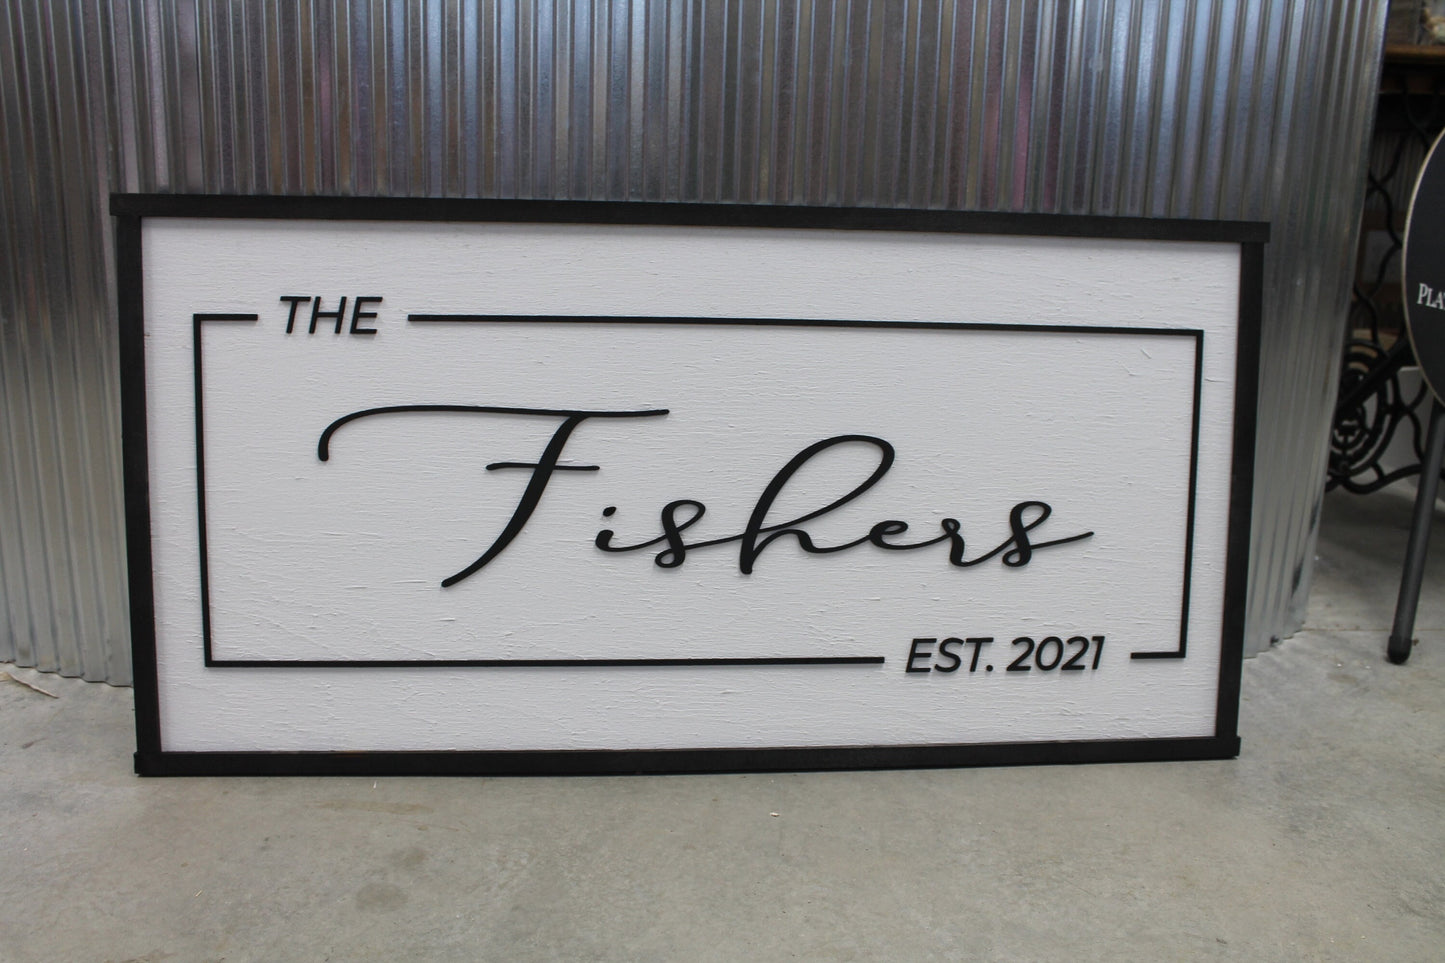 THE
Fishers
EST. 2021